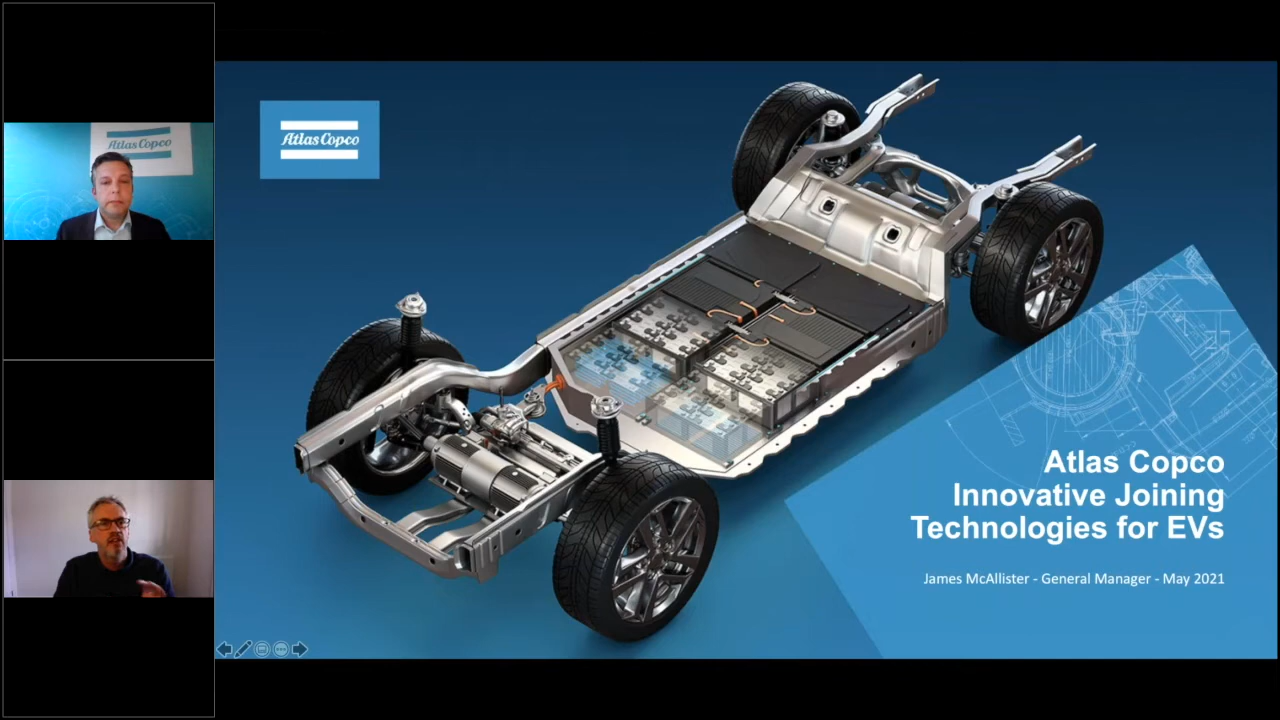 Atlas Copco
Atlas Copco
Atlas Copco
Innovative Joining
Technologies for EVs
James McAllister - General Manager - May 2021